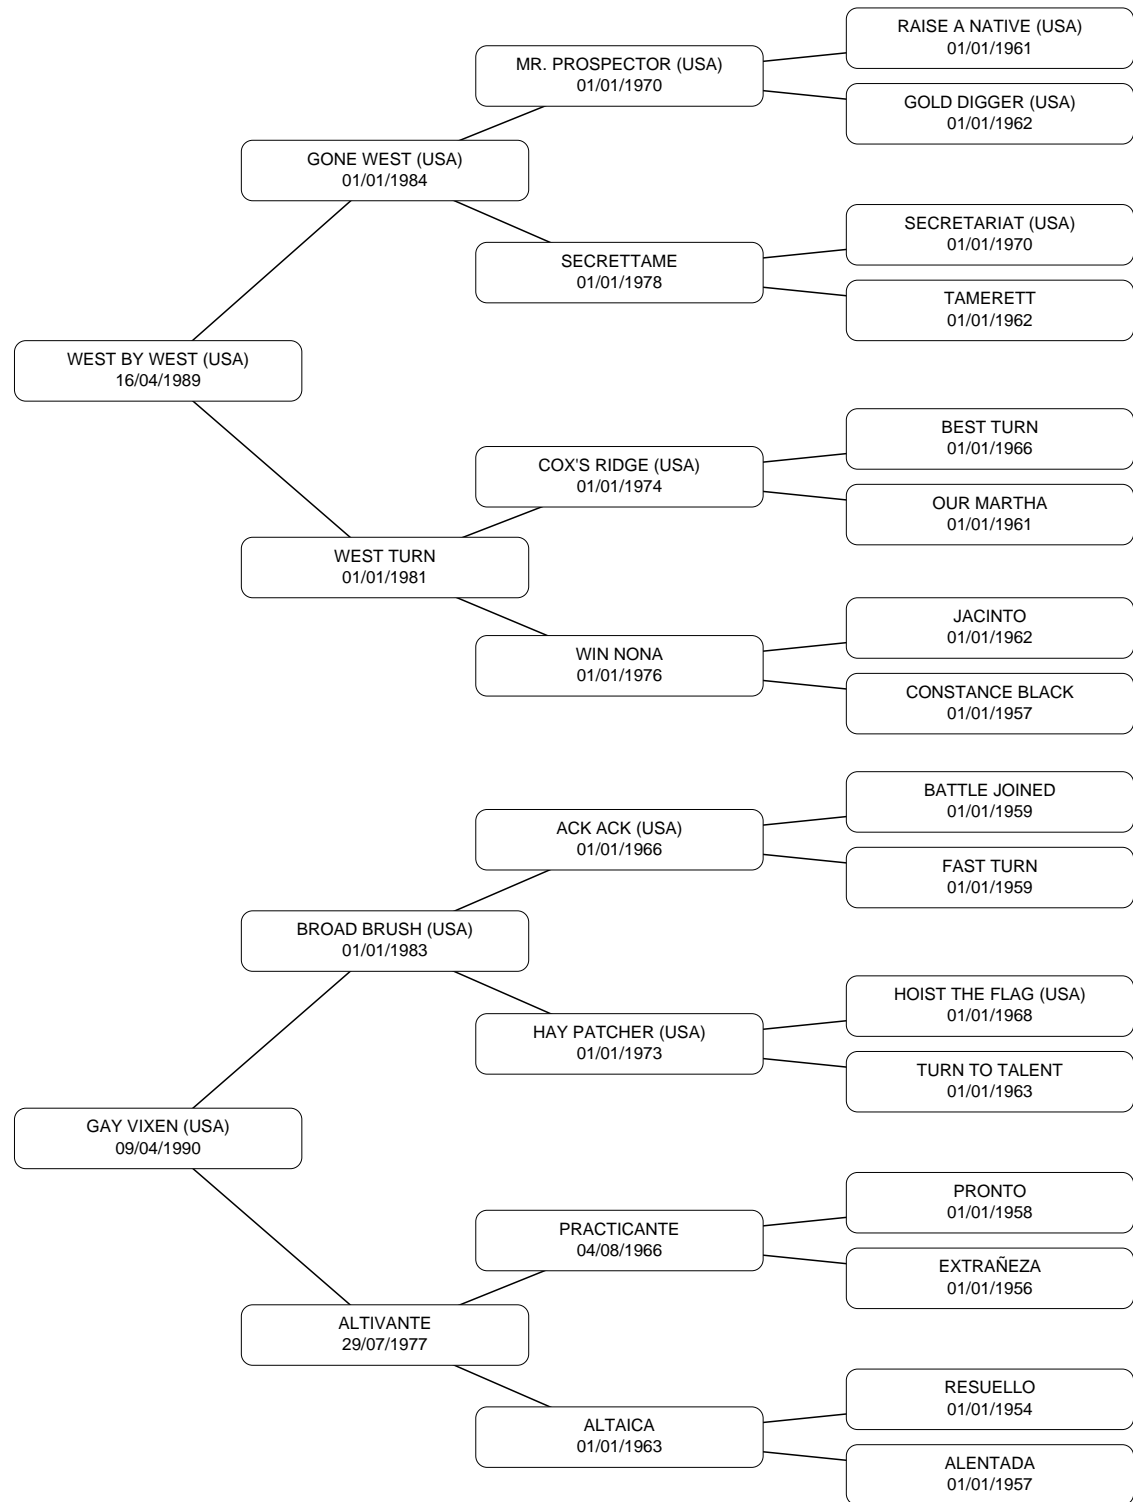 RAISE A NATIVE (USA)
01/01/1961
MR. PROSPECTOR (USA)
01/01/1970
GOLD DIGGER (USA)
01/01/1962
GONE WEST (USA)
01/01/1984
SECRETARIAT (USA)
01/01/1970
SECRETTAME
01/01/1978
TAMERETT
01/01/1962
WEST BY WEST (USA)
16/04/1989
BEST TURN
01/01/1966
COX'S RIDGE (USA)
01/01/1974
OUR MARTHA
01/01/1961
WEST TURN
01/01/1981
JACINTO
01/01/1962
WIN NONA
01/01/1976
CONSTANCE BLACK
01/01/1957
BATTLE JOINED
01/01/1959
ACK ACK (USA)
01/01/1966
FAST TURN
01/01/1959
BROAD BRUSH (USA)
01/01/1983
HOIST THE FLAG (USA)
01/01/1968
HAY PATCHER (USA)
01/01/1973
TURN TO TALENT
01/01/1963
GAY VIXEN (USA)
09/04/1990
PRONTO
01/01/1958
PRACTICANTE
04/08/1966
EXTRAÑEZA
01/01/1956
ALTIVANTE
29/07/1977
RESUELLO
01/01/1954
ALTAICA
01/01/1963
ALENTADA
01/01/1957